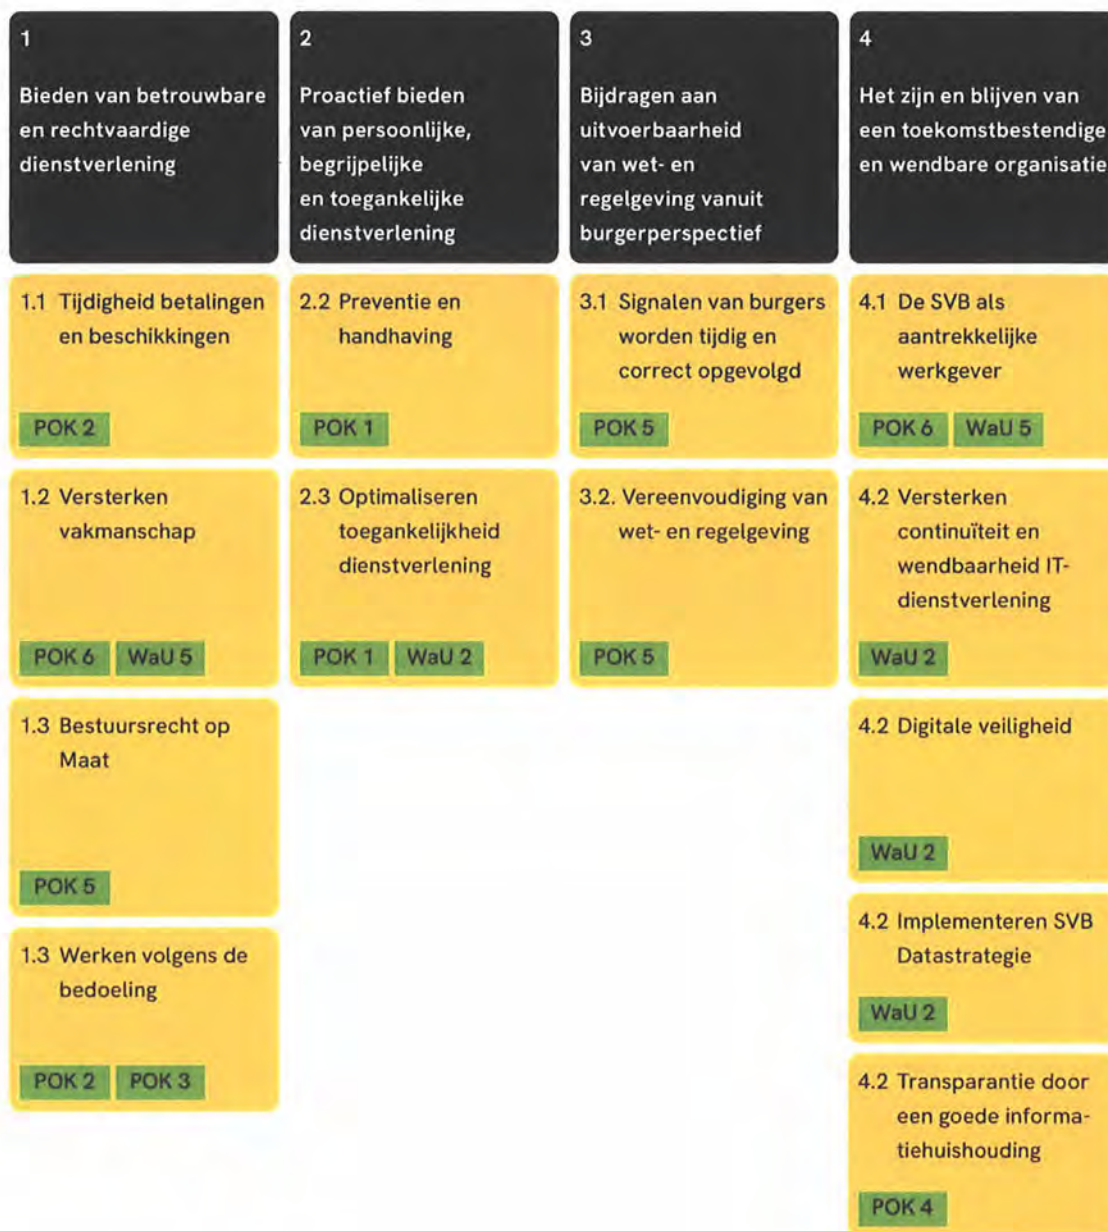 1
Bieden van betrouwbare
en rechtvaardige
dienstverlening
1.1 Tijdigheid betalingen
en beschikkingen
POK 2
1.2 Versterken
vakmanschap
POK 6 WaU 5
1.3 Bestuursrecht op
Maat
POK 5
1.3 Werken volgens de
bedoeling
POK 2 POK 3
2
Proactief bieden
van persoonlijke,
begrijpelijke
en toegankelijke
dienstverlening
2.2 Preventie en
handhaving
POK 1
2.3 Optimaliseren
toegankelijkheid
dienstverlening
POK 1 WaU 2
3
Bijdragen aan
uitvoerbaarheid
van wet- en
regelgeving vanuit
burgerperspectief
3.1 Signalen van burgers
worden tijdig en
correct opgevolgd
POK 5
3.2. Vereenvoudiging van
wet- en regelgeving
POK 5
4
Het zijn en blijven van
een toekomstbestendige
en wendbare organisatie
4.1 De SVB als
aantrekkelijke
werkgever
POK 6 WaU 5
4.2 Versterken
continuïteit en
wendbaarheid IT-
dienstverlening
WaU 2
4.2 Digitale veiligheid
WaU 2
4.2 Implementeren SVB
Datastrategie
WaU 2
4.2 Transparantie door
een goede informa-
tiehuishouding
POK 4